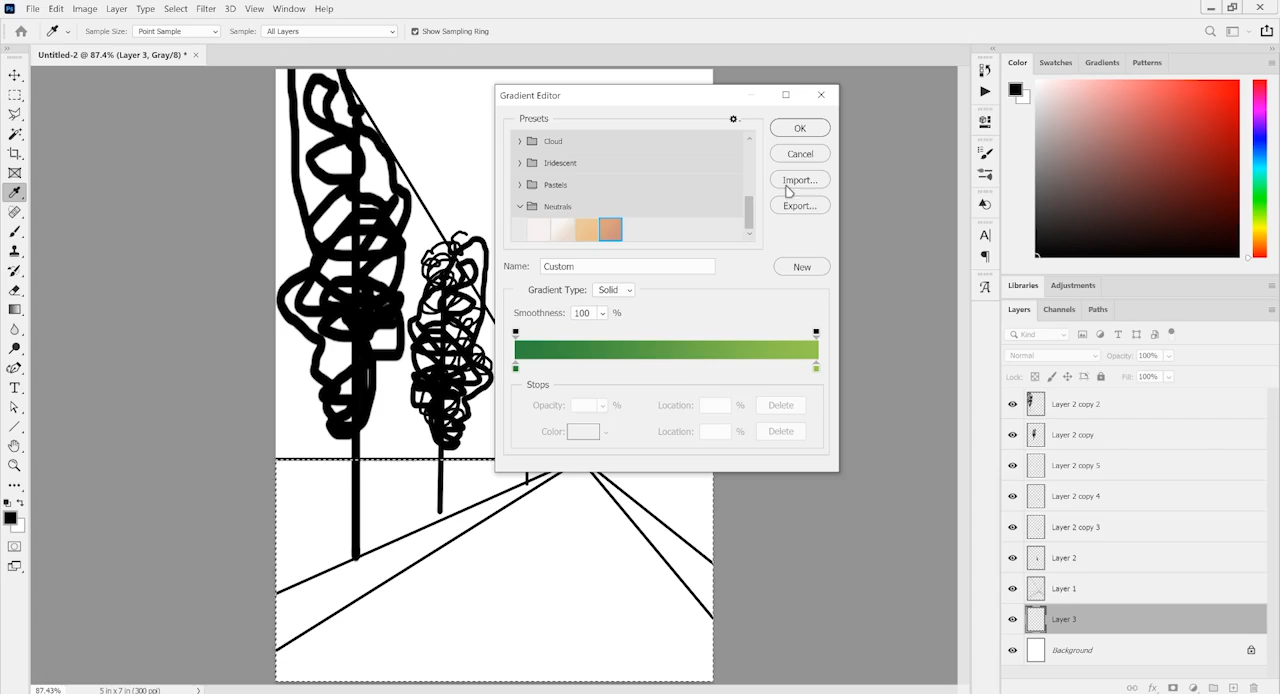 Ps File Edit Image Layer Type Select Filter 3D View Window Help
Sample Size: Point Sample Sample: All Layers Show Sampling Ring
Untitled-2 @ 87.4% (Layer 3, Gray/8) * ×
Color Swatches Gradients Patterns
Gradient Editor
Presets
Cloud
Iridescent
Pastels
Neutrals
OK
Cancel
Import...
Export...
Name: Custom New
Gradient Type: Solid
Smoothness: 100 %
Stops
Opacity: % Location: % Delete
Color: Location: % Delete
Libraries Adjustments
Layers Channels Paths
Kind
Normal Opacity: 100%
Lock: Fill: 100%
Layer 2 copy 2
Layer 2 copy
Layer 2 copy 5
Layer 2 copy 4
Layer 2 copy 3
Layer 2
Layer 1
Layer 3
Background
fx
87.43% 5 in x 7 in (300 ppi)